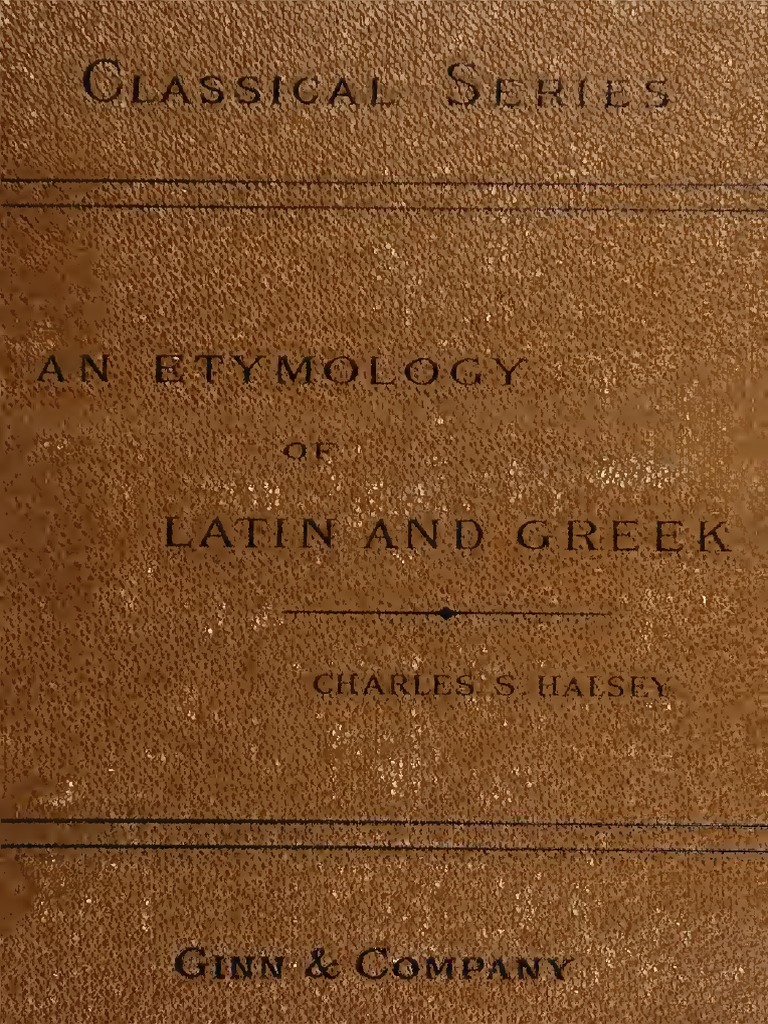 CLASSICAL SERIES
AN ETYMOLOGY
OF
LATIN AND GREEK
CHARLES S. HALSEY
GINN & COMPANY